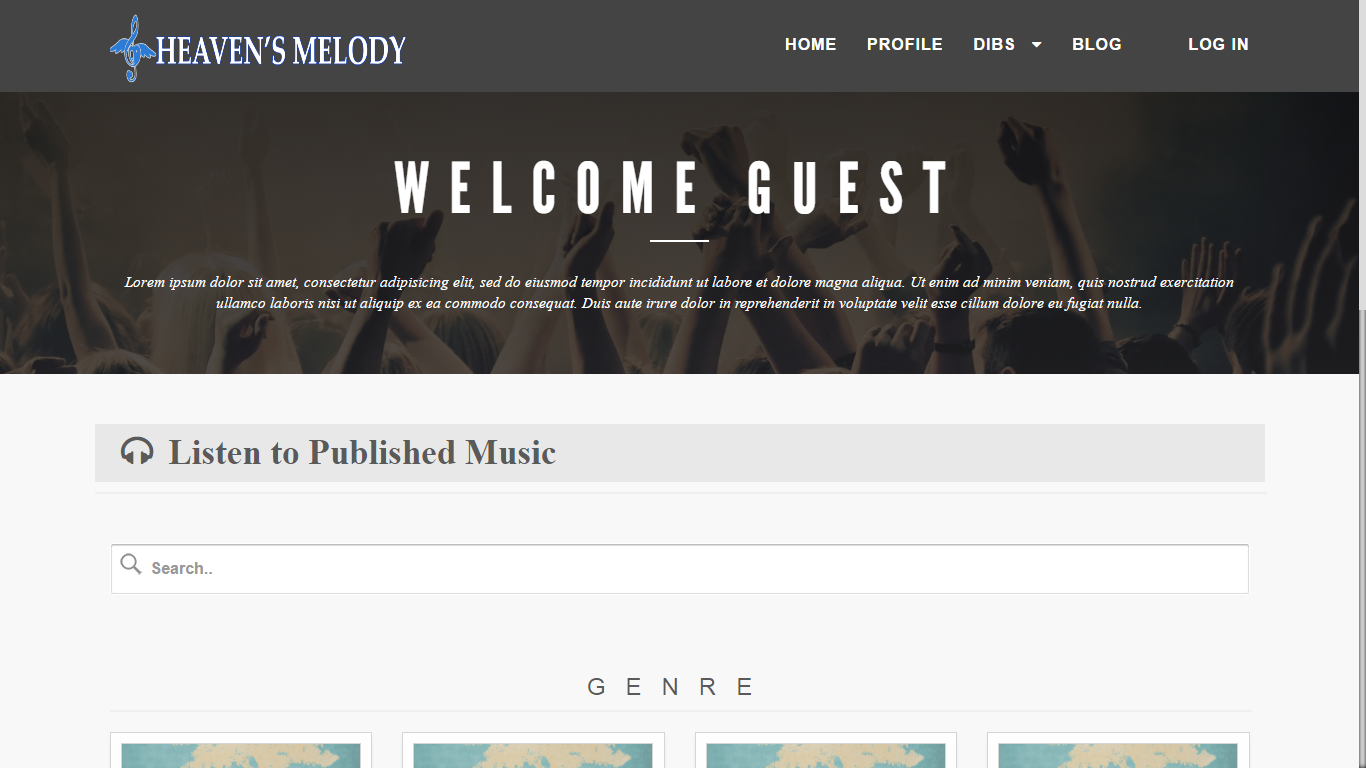 HEAVEN'S MELODY
HOME PROFILE DIBS BLOG LOG IN
WELCOME GUEST
Lorem ipsum dolor sit amet, consectetur adipisicing elit, sed do eiusmod tempor incididunt ut labore et dolore magna aliqua. Ut enim ad minim veniam, quis nostrud exercitation
ullamco laboris nisi ut aliquip ex ea commodo consequat. Duis aute irure dolor in reprehenderit in voluptate velit esse cillum dolore eu fugiat nulla.
Listen to Published Music
Search..
GENRE